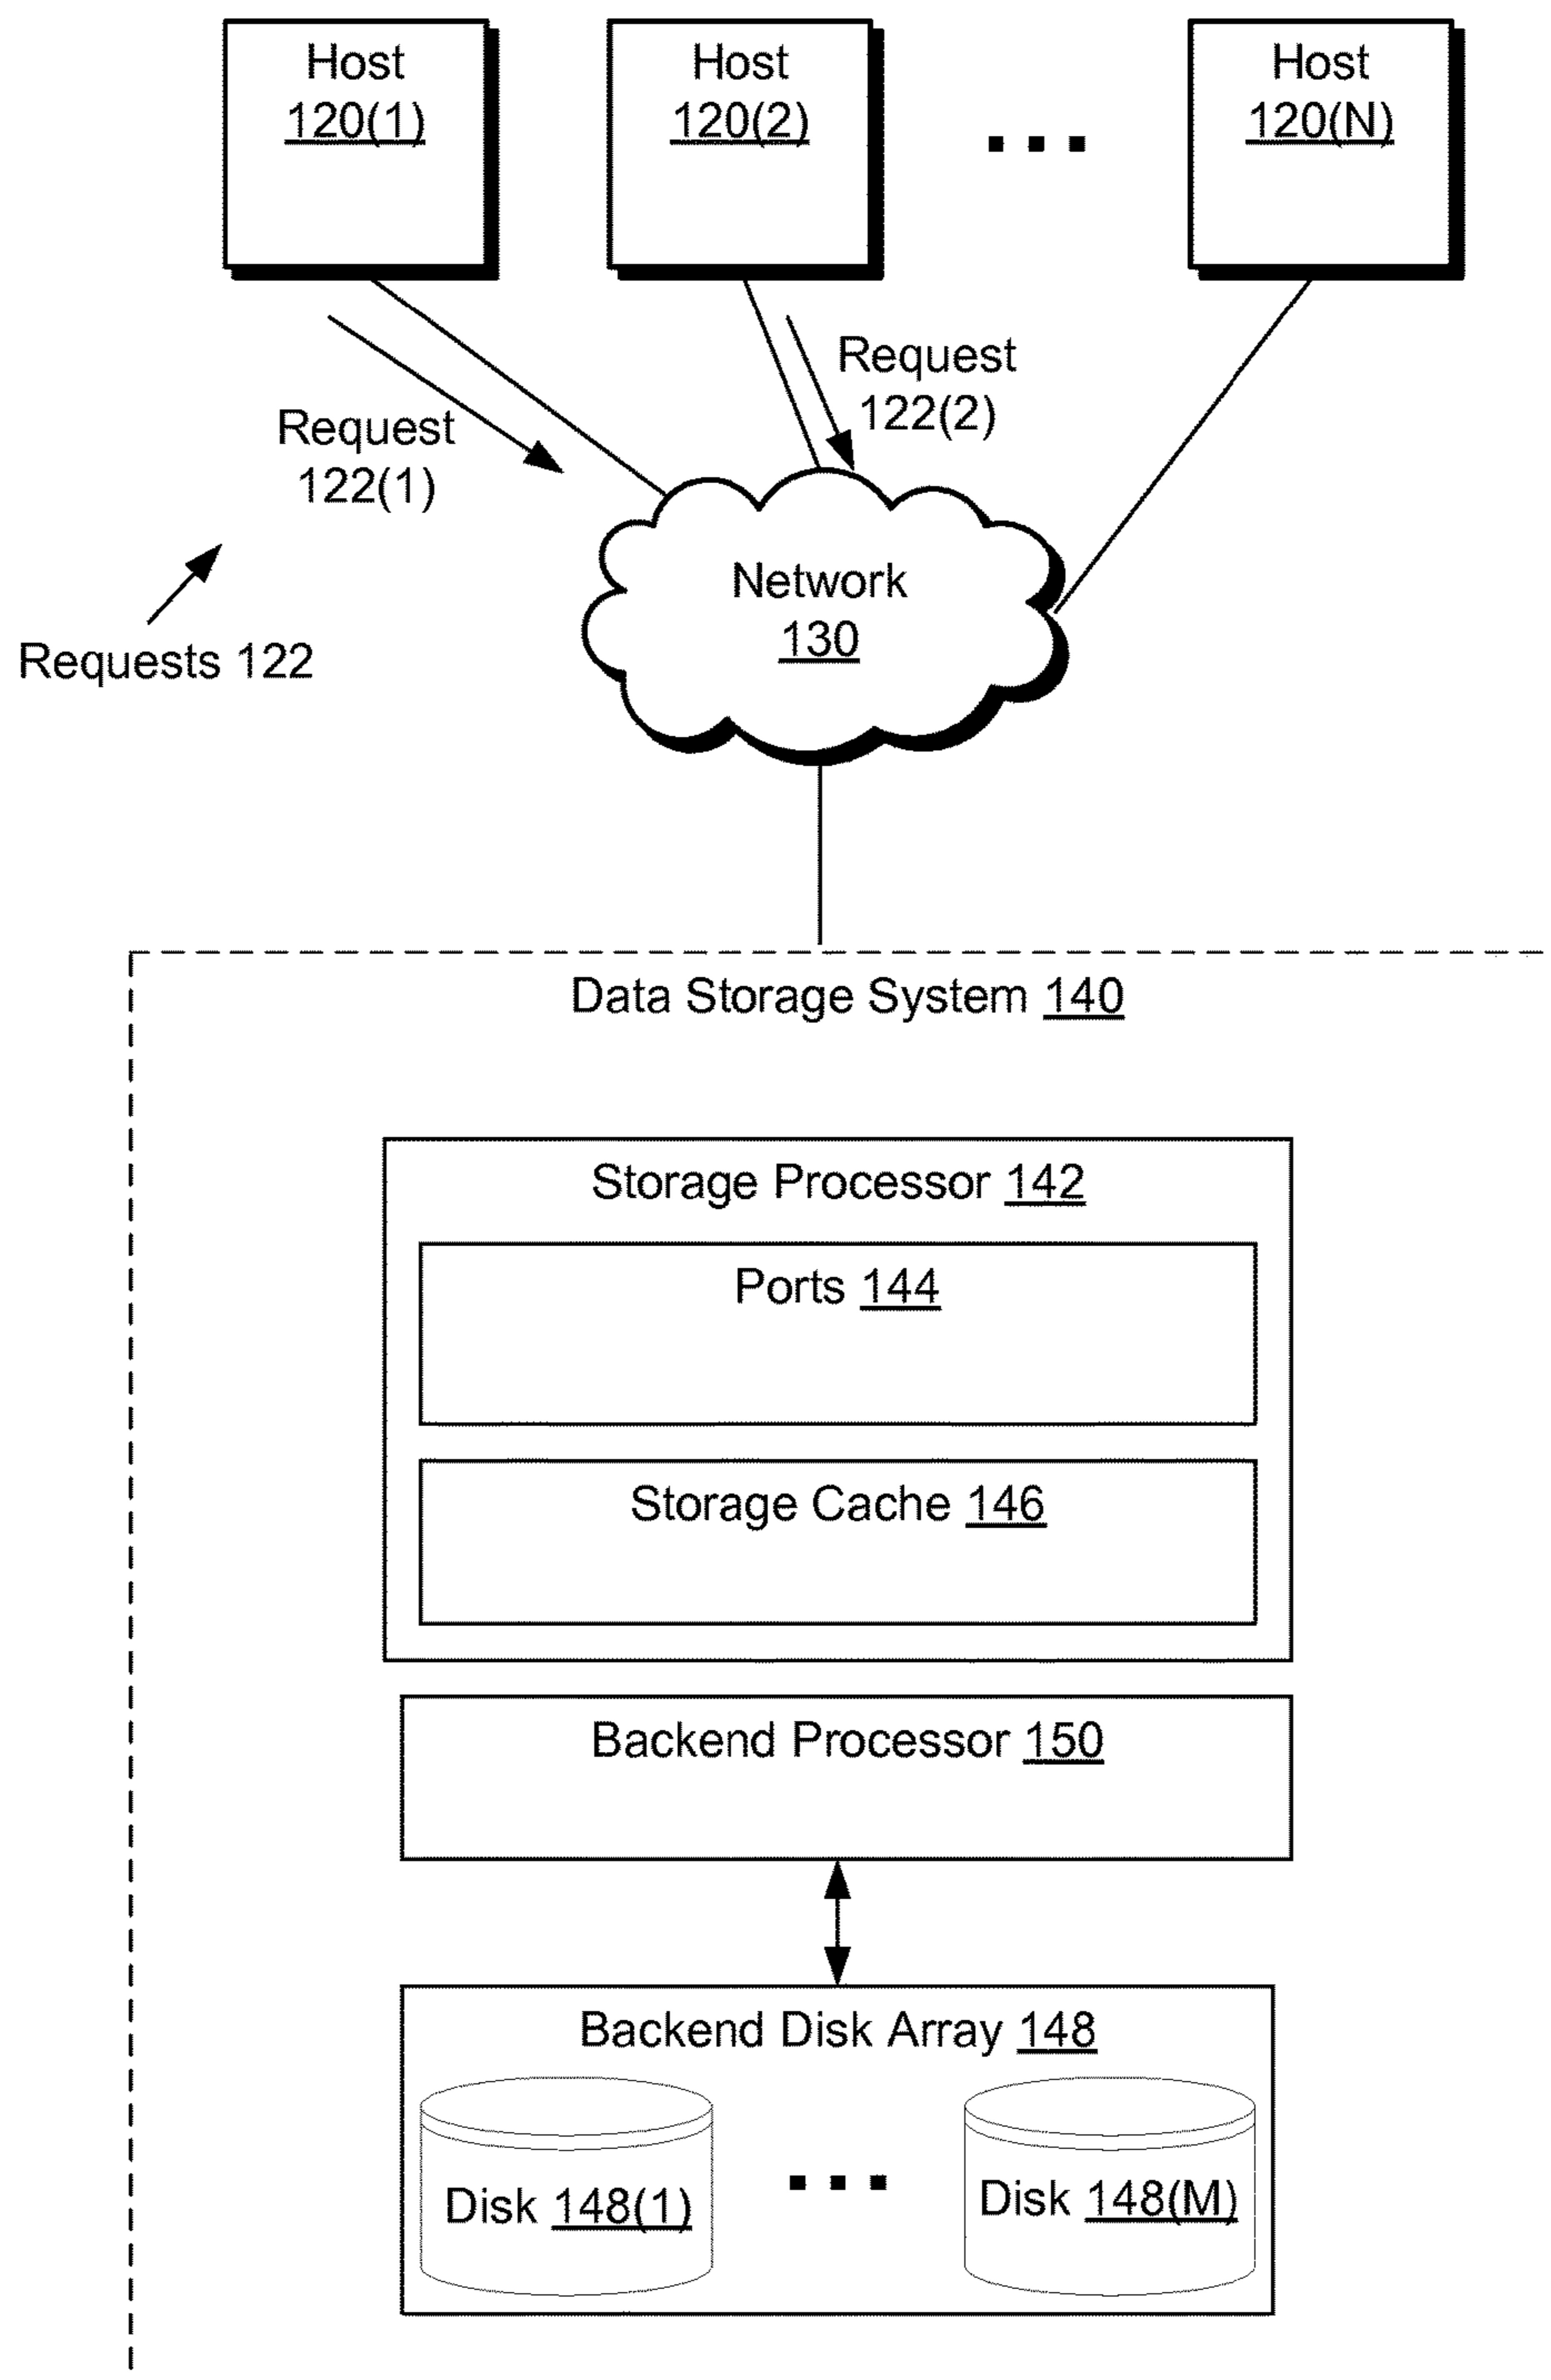 Host
120(1)
Host
120(2)
Host
120(N)
Request
122(1)
Request
122(2)
Requests 122
Network
130
Data Storage System 140
Storage Processor 142
Ports 144
Storage Cache 146
Backend Processor 150
Backend Disk Array 148
Disk 148(1)
Disk 148(M)